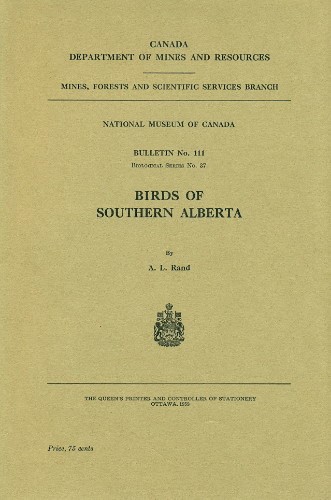 CANADA
DEPARTMENT OF MINES AND RESOURCES
MINES, FORESTS AND SCIENTIFIC SERVICES BRANCH
NATIONAL MUSEUM OF CANADA
BULLETIN No. 111
BIOLOGICAL SERIES No. 37
BIRDS OF
SOUTHERN ALBERTA
By
A. L. Rand
THE QUEEN'S PRINTED AND CONTROLLER OF STATIONERY
OTTAWA, 1959
Price, 75 cents